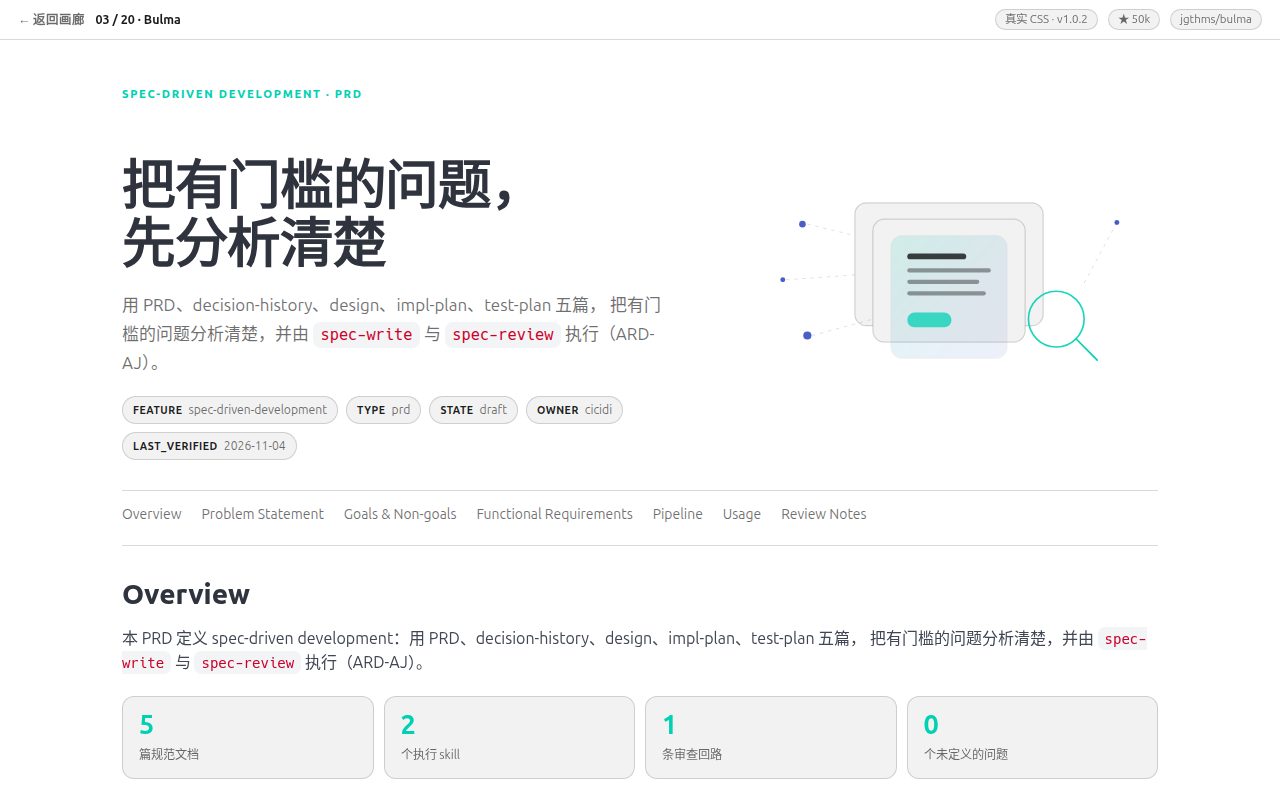 ← 返回画廊 03 / 20 · Bulma
真实 CSS · v1.0.2
★ 50k
jgthms/bulma
SPEC-DRIVEN DEVELOPMENT · PRD
把有门槛的问题，
先分析清楚
用 PRD、decision-history、design、impl-plan、test-plan 五篇， 把有门
槛的问题分析清楚，并由 spec-write 与 spec-review 执行（ARD-
AJ）。
FEATURE spec-driven-development
TYPE prd
STATE draft
OWNER cicidi
LAST_VERIFIED 2026-11-04
Overview
Problem Statement
Goals & Non-goals
Functional Requirements
Pipeline
Usage
Review Notes
Overview
本 PRD 定义 spec-driven development：用 PRD、decision-history、design、impl-plan、test-plan 五篇， 把有门槛的问题分析清楚，并由 spec-
write 与 spec-review 执行（ARD-AJ）。
5
篇规范文档
2
个执行 skill
1
条审查回路
0
个未定义的问题